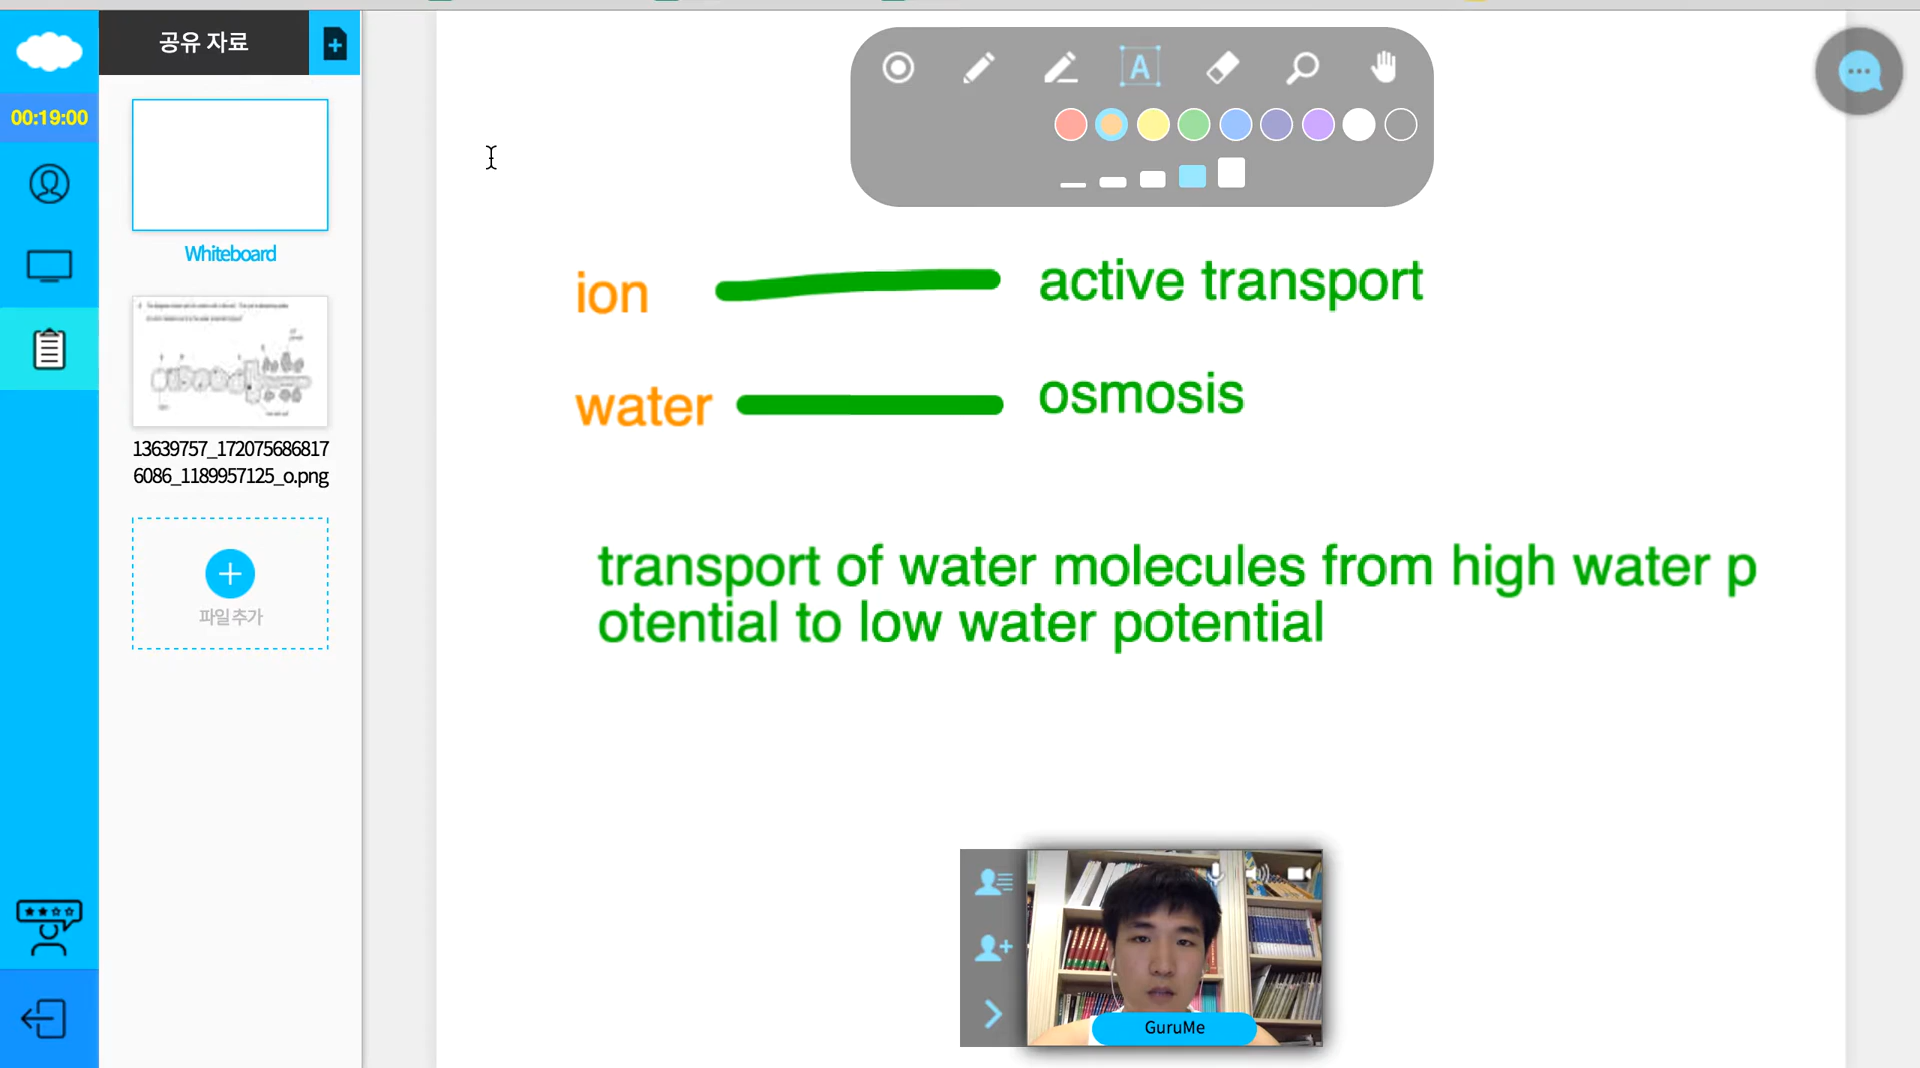 공유 자료
00:19:00
Whiteboard
13639757_172075686817
6086_1189957125_o.png
파일추가
A
ion
active transport
water
osmosis
transport of water molecules from high water p
otential to low water potential
GuruMe